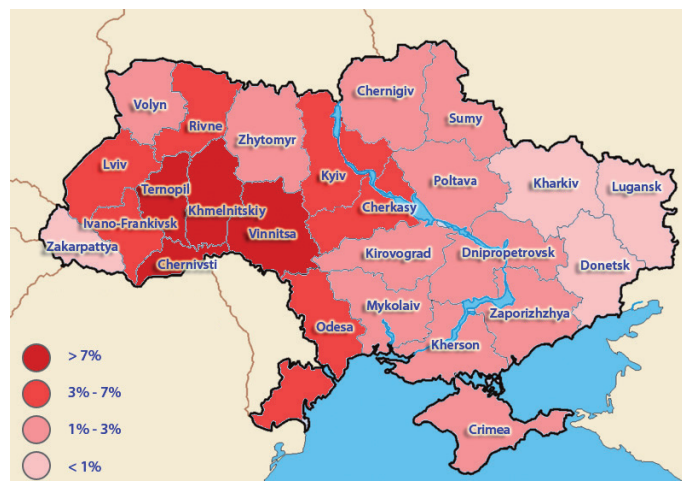 Chernigiv
Volyn
Sumy
Rivne
Zhytomyr
Lviv
Kyiv
Poltava
Kharkiv
Lugansk
Ternopil
Cherkasy
Khmelnitskiy
Ivano-Frankivsk
Vinnitsa
Zakarpattya
Kirovograd
Dnipropetrovsk
Chernivsti
Donetsk
Mykolaiv
Zaporizhzhya
Odesa
Kherson
> 7%
3% - 7%
1% - 3%
Crimea
< 1%